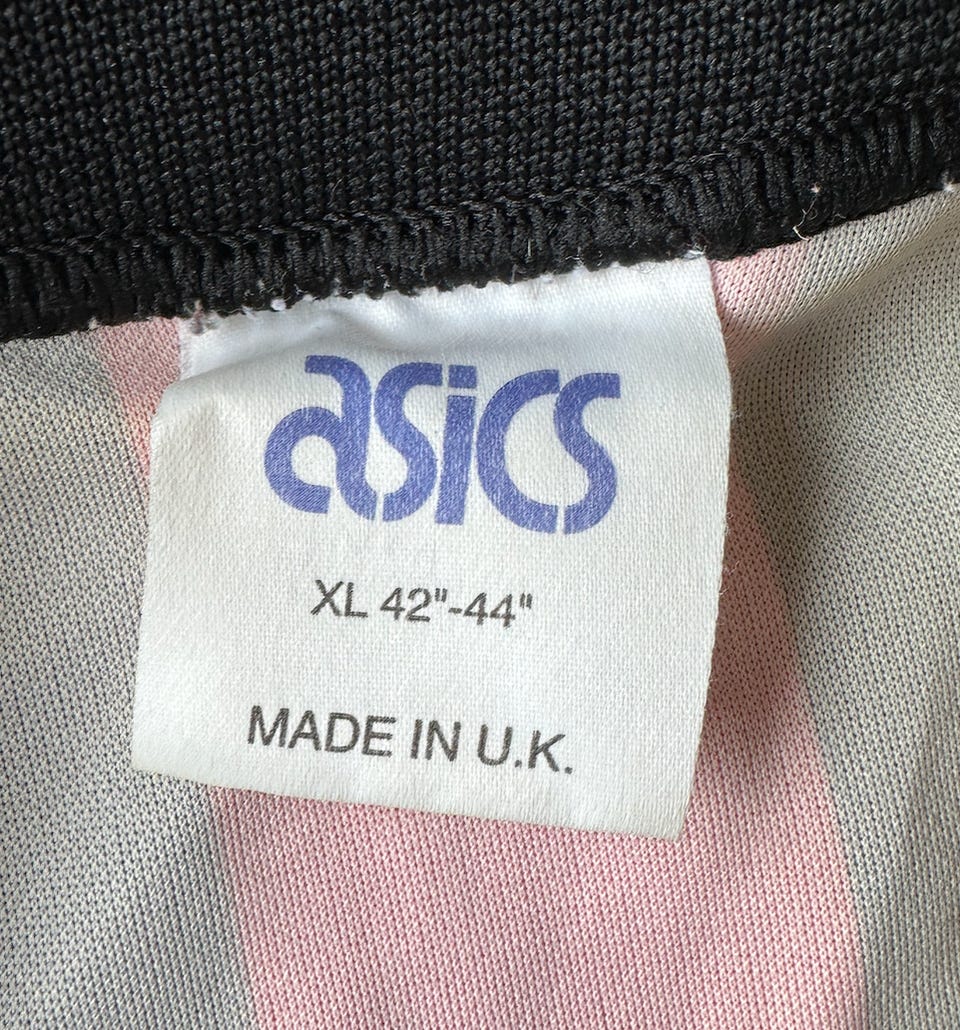 asics
XL 42"-44"
MADE IN U.K.